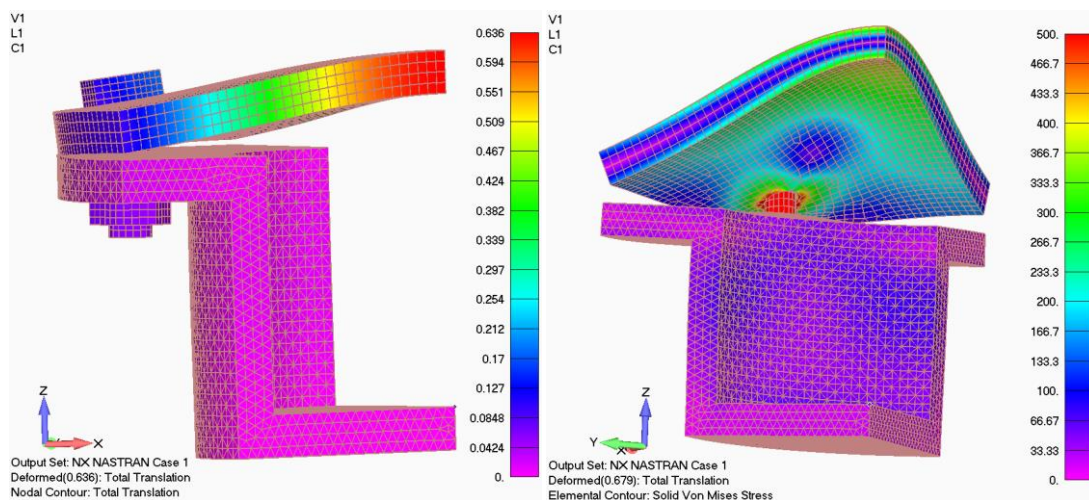 V1
L1
C1
0.636
0.594
0.551
0.509
0.467
0.424
0.382
0.339
0.297
0.254
0.212
0.17
0.127
0.0848
0.0424
0.
Z
Y
X
Output Set: NX NASTRAN Case 1
Deformed(0.636): Total Translation
Nodal Contour: Total Translation
V1
L1
C1
500.
466.7
433.3
400.
366.7
333.3
300.
266.7
233.3
200.
166.7
133.3
100.
66.67
33.33
0.
Z
Y
X
Output Set: NX NASTRAN Case 1
Deformed(0.679): Total Translation
Elemental Contour: Solid Von Mises Stress